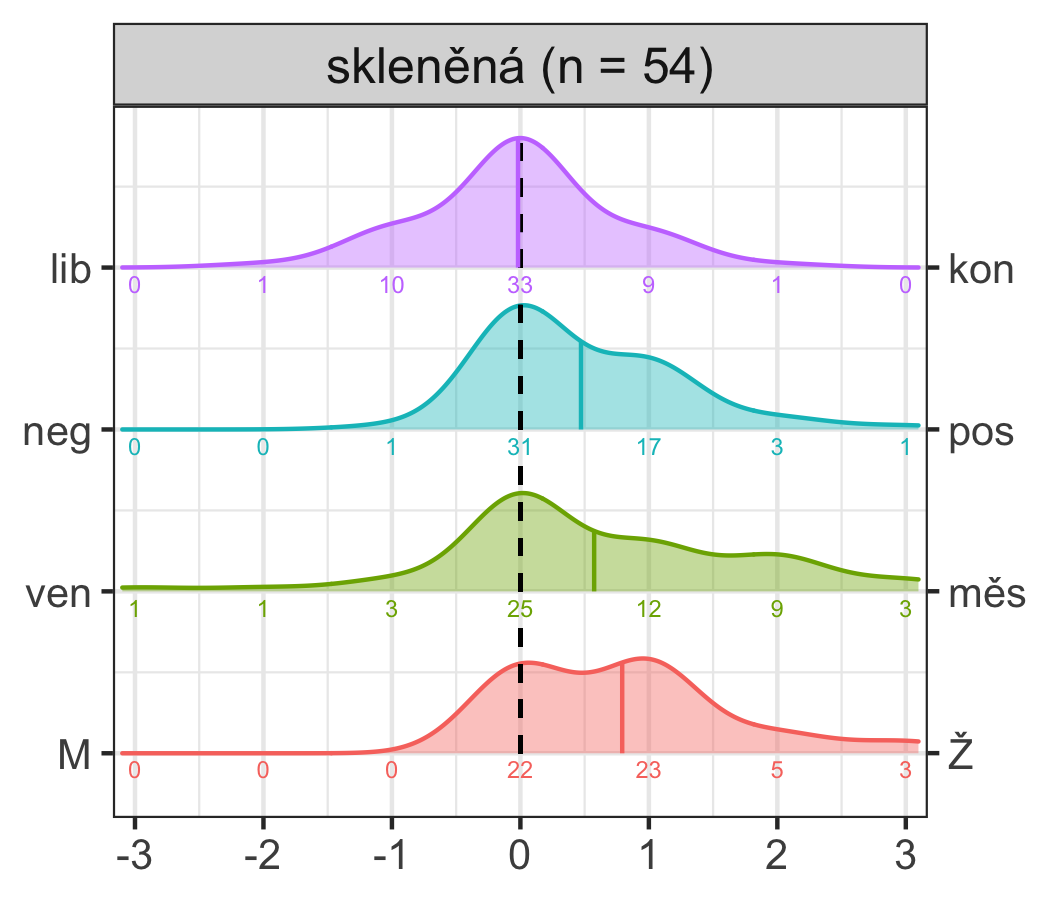 skleněná (n = 54)
lib kon
0 1 10 33 9 1 0
neg pos
0 0 1 31 17 3 1
ven měs
1 1 3 25 12 9 3
M Ž
0 0 0 22 23 5 3
-3 -2 -1 0 1 2 3